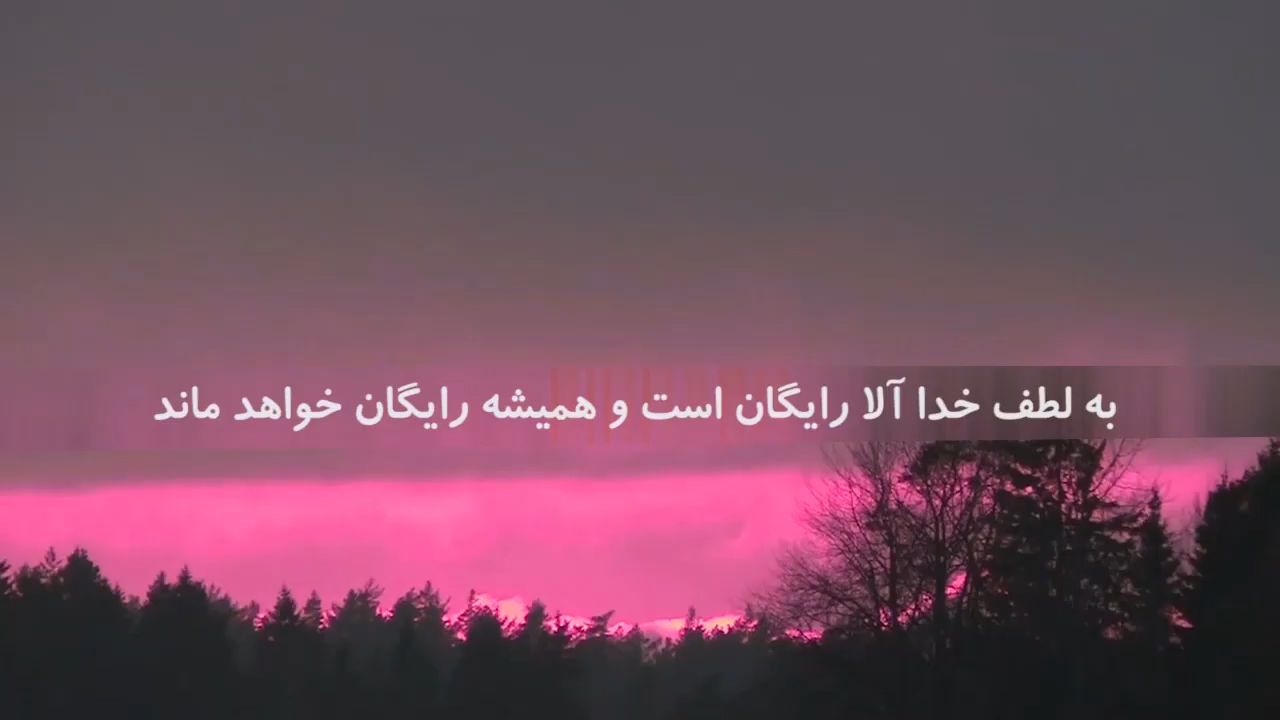 به لطف خدا آلا رایگان است و همیشه رایگان خواهد ماند